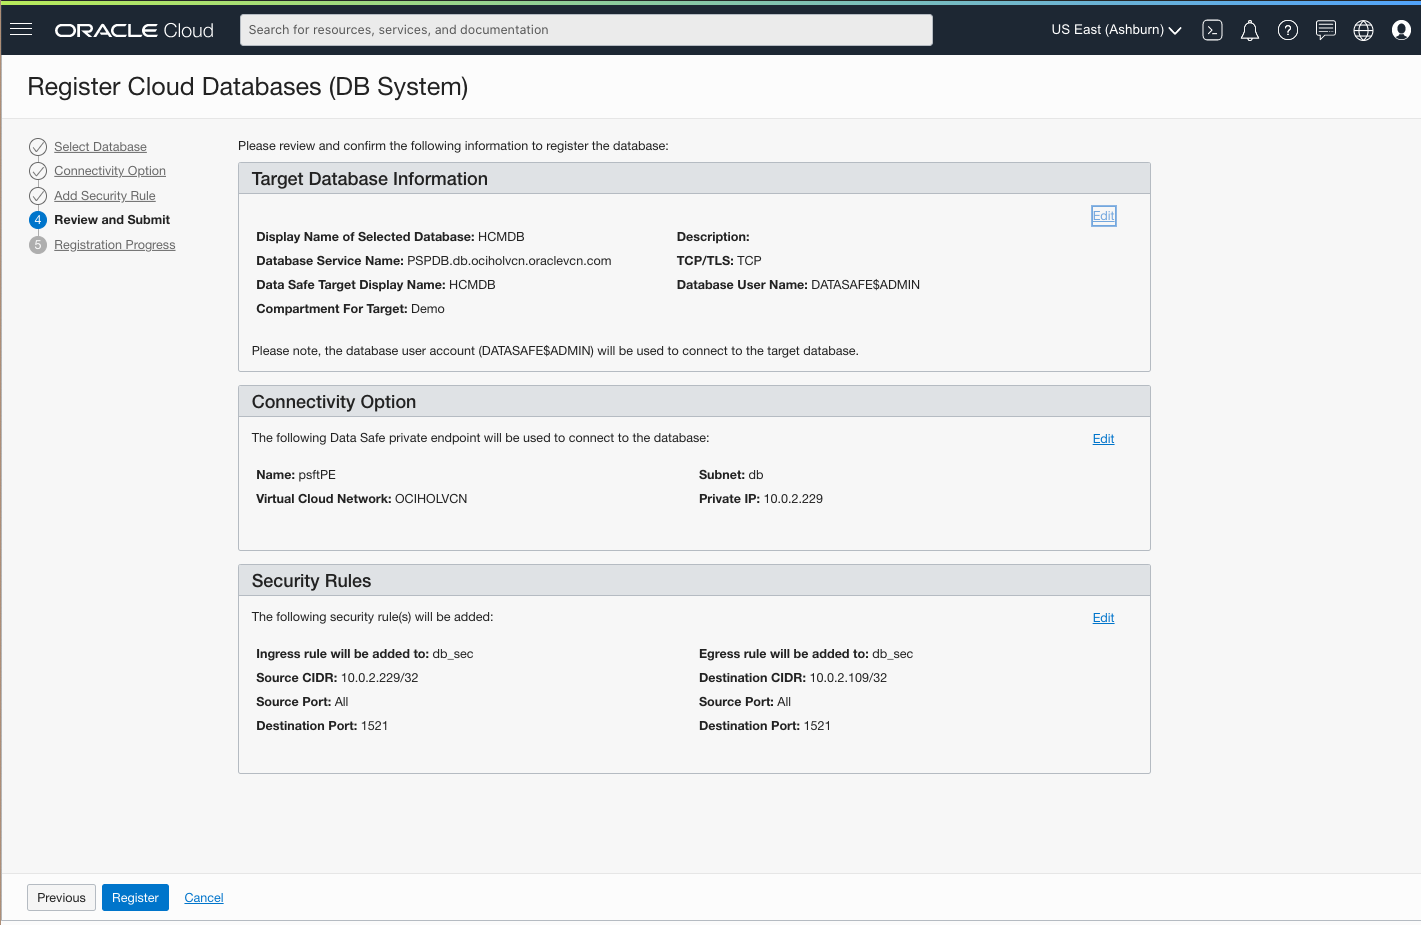 ORACLE Cloud
Search for resources, services, and documentation
US East (Ashburn)
Register Cloud Databases (DB System)
Select Database
Connectivity Option
Add Security Rule
4 Review and Submit
5 Registration Progress
Please review and confirm the following information to register the database:
Target Database Information
Edit
Display Name of Selected Database: HCMDB
Description:
Database Service Name: PSPDB.db.ociholvcn.oraclevcn.com
TCP/TLS: TCP
Data Safe Target Display Name: HCMDB
Database User Name: DATASAFE$ADMIN
Compartment For Target: Demo
Please note, the database user account (DATASAFE$ADMIN) will be used to connect to the target database.
Connectivity Option
The following Data Safe private endpoint will be used to connect to the database:
Edit
Name: psftPE
Subnet: db
Virtual Cloud Network: OCIHOLVCN
Private IP: 10.0.2.229
Security Rules
The following security rule(s) will be added:
Edit
Ingress rule will be added to: db_sec
Egress rule will be added to: db_sec
Source CIDR: 10.0.2.229/32
Destination CIDR: 10.0.2.109/32
Source Port: All
Source Port: All
Destination Port: 1521
Destination Port: 1521
Previous
Register
Cancel